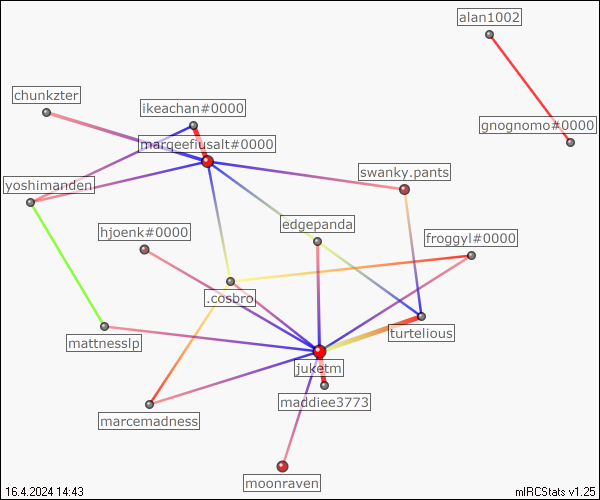 alan1002
chunkzter
ikeachan#0000
gnognomo#0000
marqeefiusalt#0000
swanky.pants
yoshimanden
edgepanda
hjoenk#0000
froggyl#0000
.cosbro
turtelious
mattnesslp
juketm
maddiee3773
marcemadness
moonraven
16.4.2024 14:43
mIRCStats v1.25